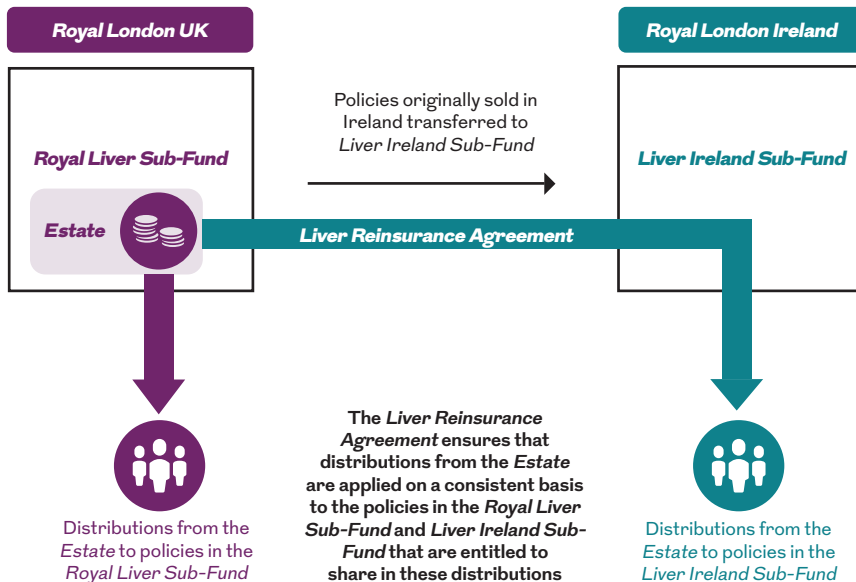 Royal London UK
Royal London Ireland
Policies originally sold in
Ireland transferred to
Liver Ireland Sub-Fund
Royal Liver Sub-Fund
Liver Ireland Sub-Fund
Estate
Liver Reinsurance Agreement
The Liver Reinsurance
Agreement ensures that
distributions from the Estate
are applied on a consistent basis
to the policies in the Royal Liver
Sub-Fund and Liver Ireland Sub-
Fund that are entitled to
share in these distributions
Distributions from the
Estate to policies in the
Royal Liver Sub-Fund
Distributions from the
Estate to policies in the
Liver Ireland Sub-Fund